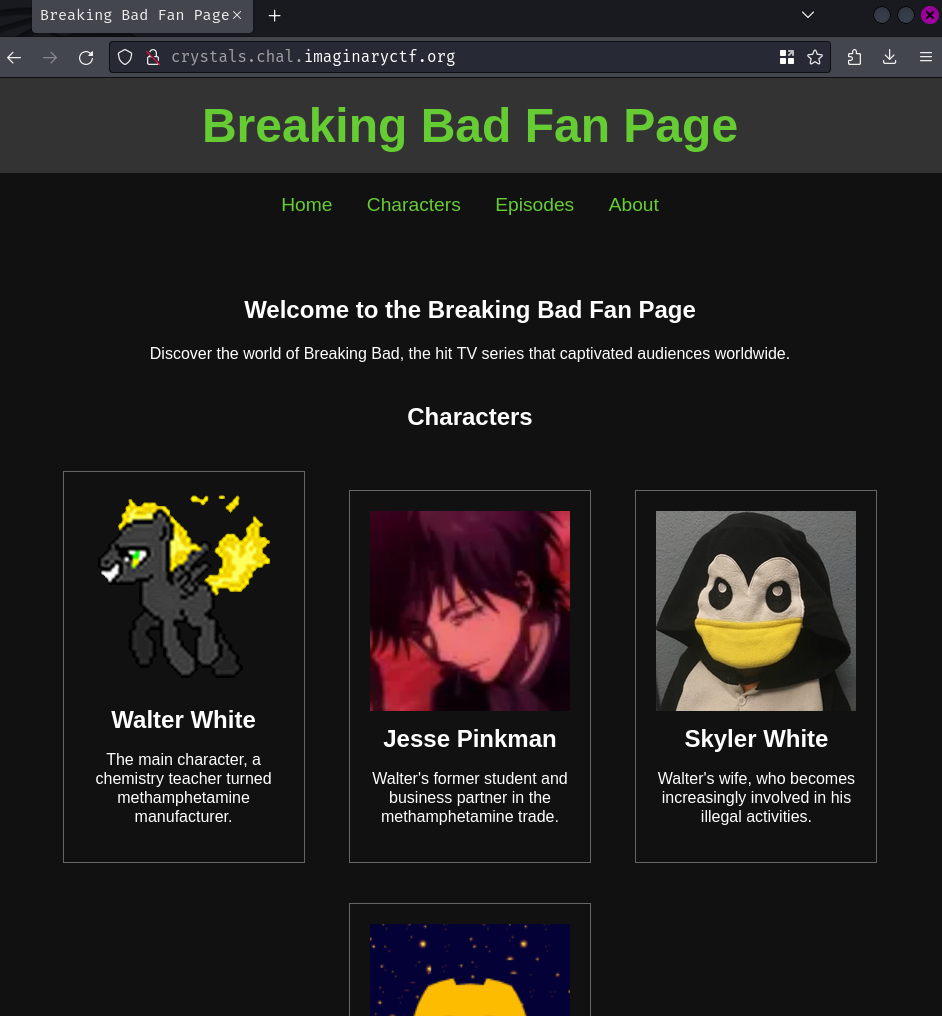 Breaking Bad Fan Page
crystals.chal.imaginaryctf.org
Breaking Bad Fan Page
Home Characters Episodes About
Welcome to the Breaking Bad Fan Page
Discover the world of Breaking Bad, the hit TV series that captivated audiences worldwide.
Characters
Walter White
The main character, a
chemistry teacher turned
methamphetamine
manufacturer.
Jesse Pinkman
Walter's former student and
business partner in the
methamphetamine trade.
Skyler White
Walter's wife, who becomes
increasingly involved in his
illegal activities.